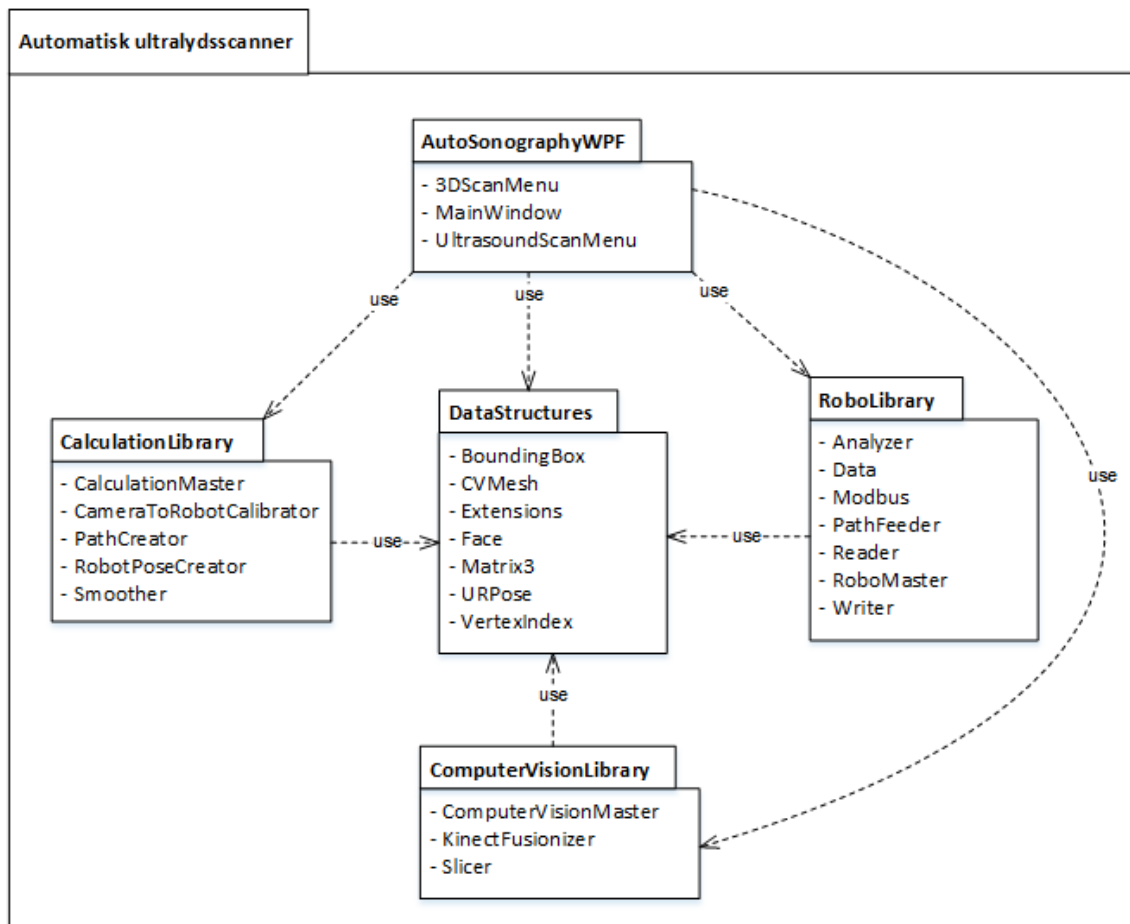 Automatisk ultralydsscanner
AutoSonographyWPF
- 3DScanMenu
- MainWindow
- UltrasoundScanMenu
use
use
use
use
CalculationLibrary
- CalculationMaster
- CameraToRobotCalibrator
- PathCreator
- RobotPoseCreator
- Smoother
use
DataStructures
- BoundingBox
- CVMesh
- Extensions
- Face
- Matrix3
- URPose
- VertexIndex
use
RoboLibrary
- Analyzer
- Data
- Modbus
- PathFeeder
- Reader
- RoboMaster
- Writer
use
ComputerVisionLibrary
- ComputerVisionMaster
- KinectFusionizer
- Slicer